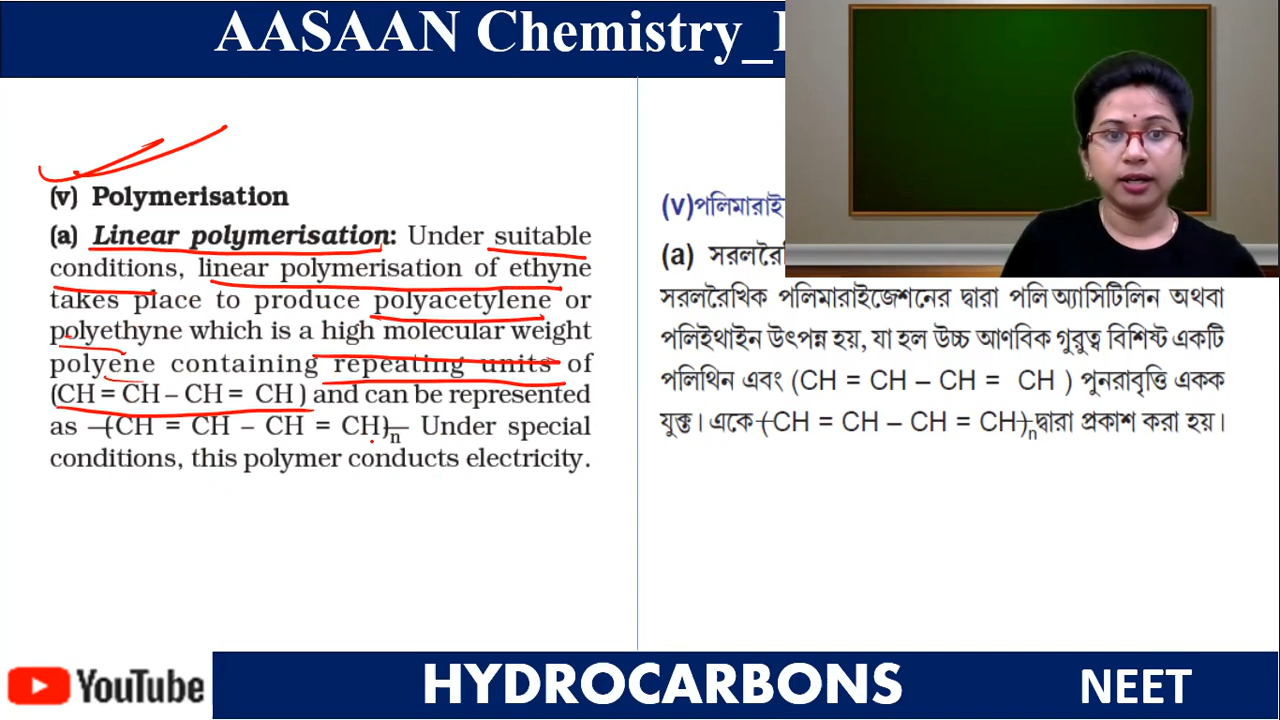 AASAAN Chemistry_
(v) Polymerisation
(a) Linear polymerisation: Under suitable
conditions, linear polymerisation of ethyne
takes place to produce polyacetylene or
polyethyne which is a high molecular weight
polyene containing repeating units of
(CH = CH – CH = CH ) and can be represented
as –(CH = CH – CH = CH)–n Under special
conditions, this polymer conducts electricity.
(v)পলিমারাই
(a) সরলরৈ
সরলরৈখিক পলিমারাইজেশনের দ্বারা পলিঅ্যাসিটিলিন অথবা
পলিইথাইন উৎপন্ন হয়, যা হল উচ্চ আণবিক গুরুত্ব বিশিষ্ট একটি
পলিথিন এবং (CH = CH – CH = CH ) পুনরাবৃত্তি একক
যুক্ত। একে –(CH = CH – CH = CH)–n দ্বারা প্রকাশ করা হয়।
YouTube
HYDROCARBONS
NEET